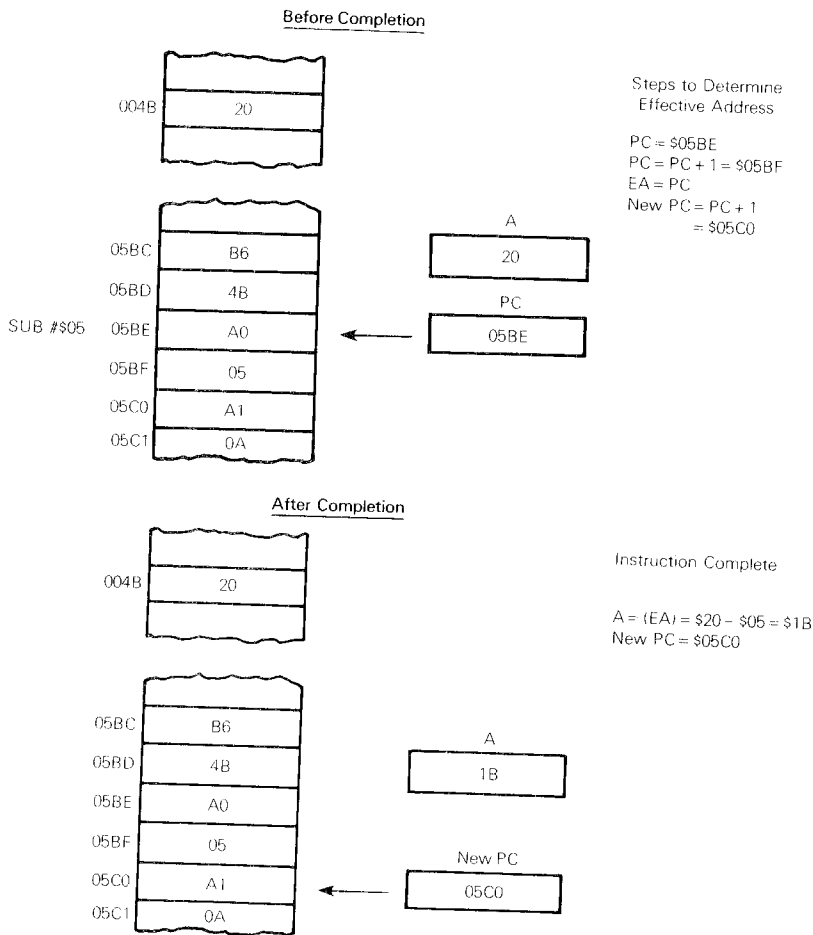 Before Completion
004B 20
Steps to Determine
Effective Address
PC = $05BE
PC = PC + 1 = $05BF
EA = PC
New PC = PC + 1
= $05C0
05BC B6
05BD 4B
SUB #$05 05BE A0
05BF 05
05C0 A1
05C1 0A
A
20
PC
05BE
After Completion
004B 20
Instruction Complete
A = (EA) = $20 - $05 = $1B
New PC = $05C0
05BC B6
05BD 4B
05BE A0
05BF 05
05C0 A1
05C1 0A
A
1B
New PC
05C0